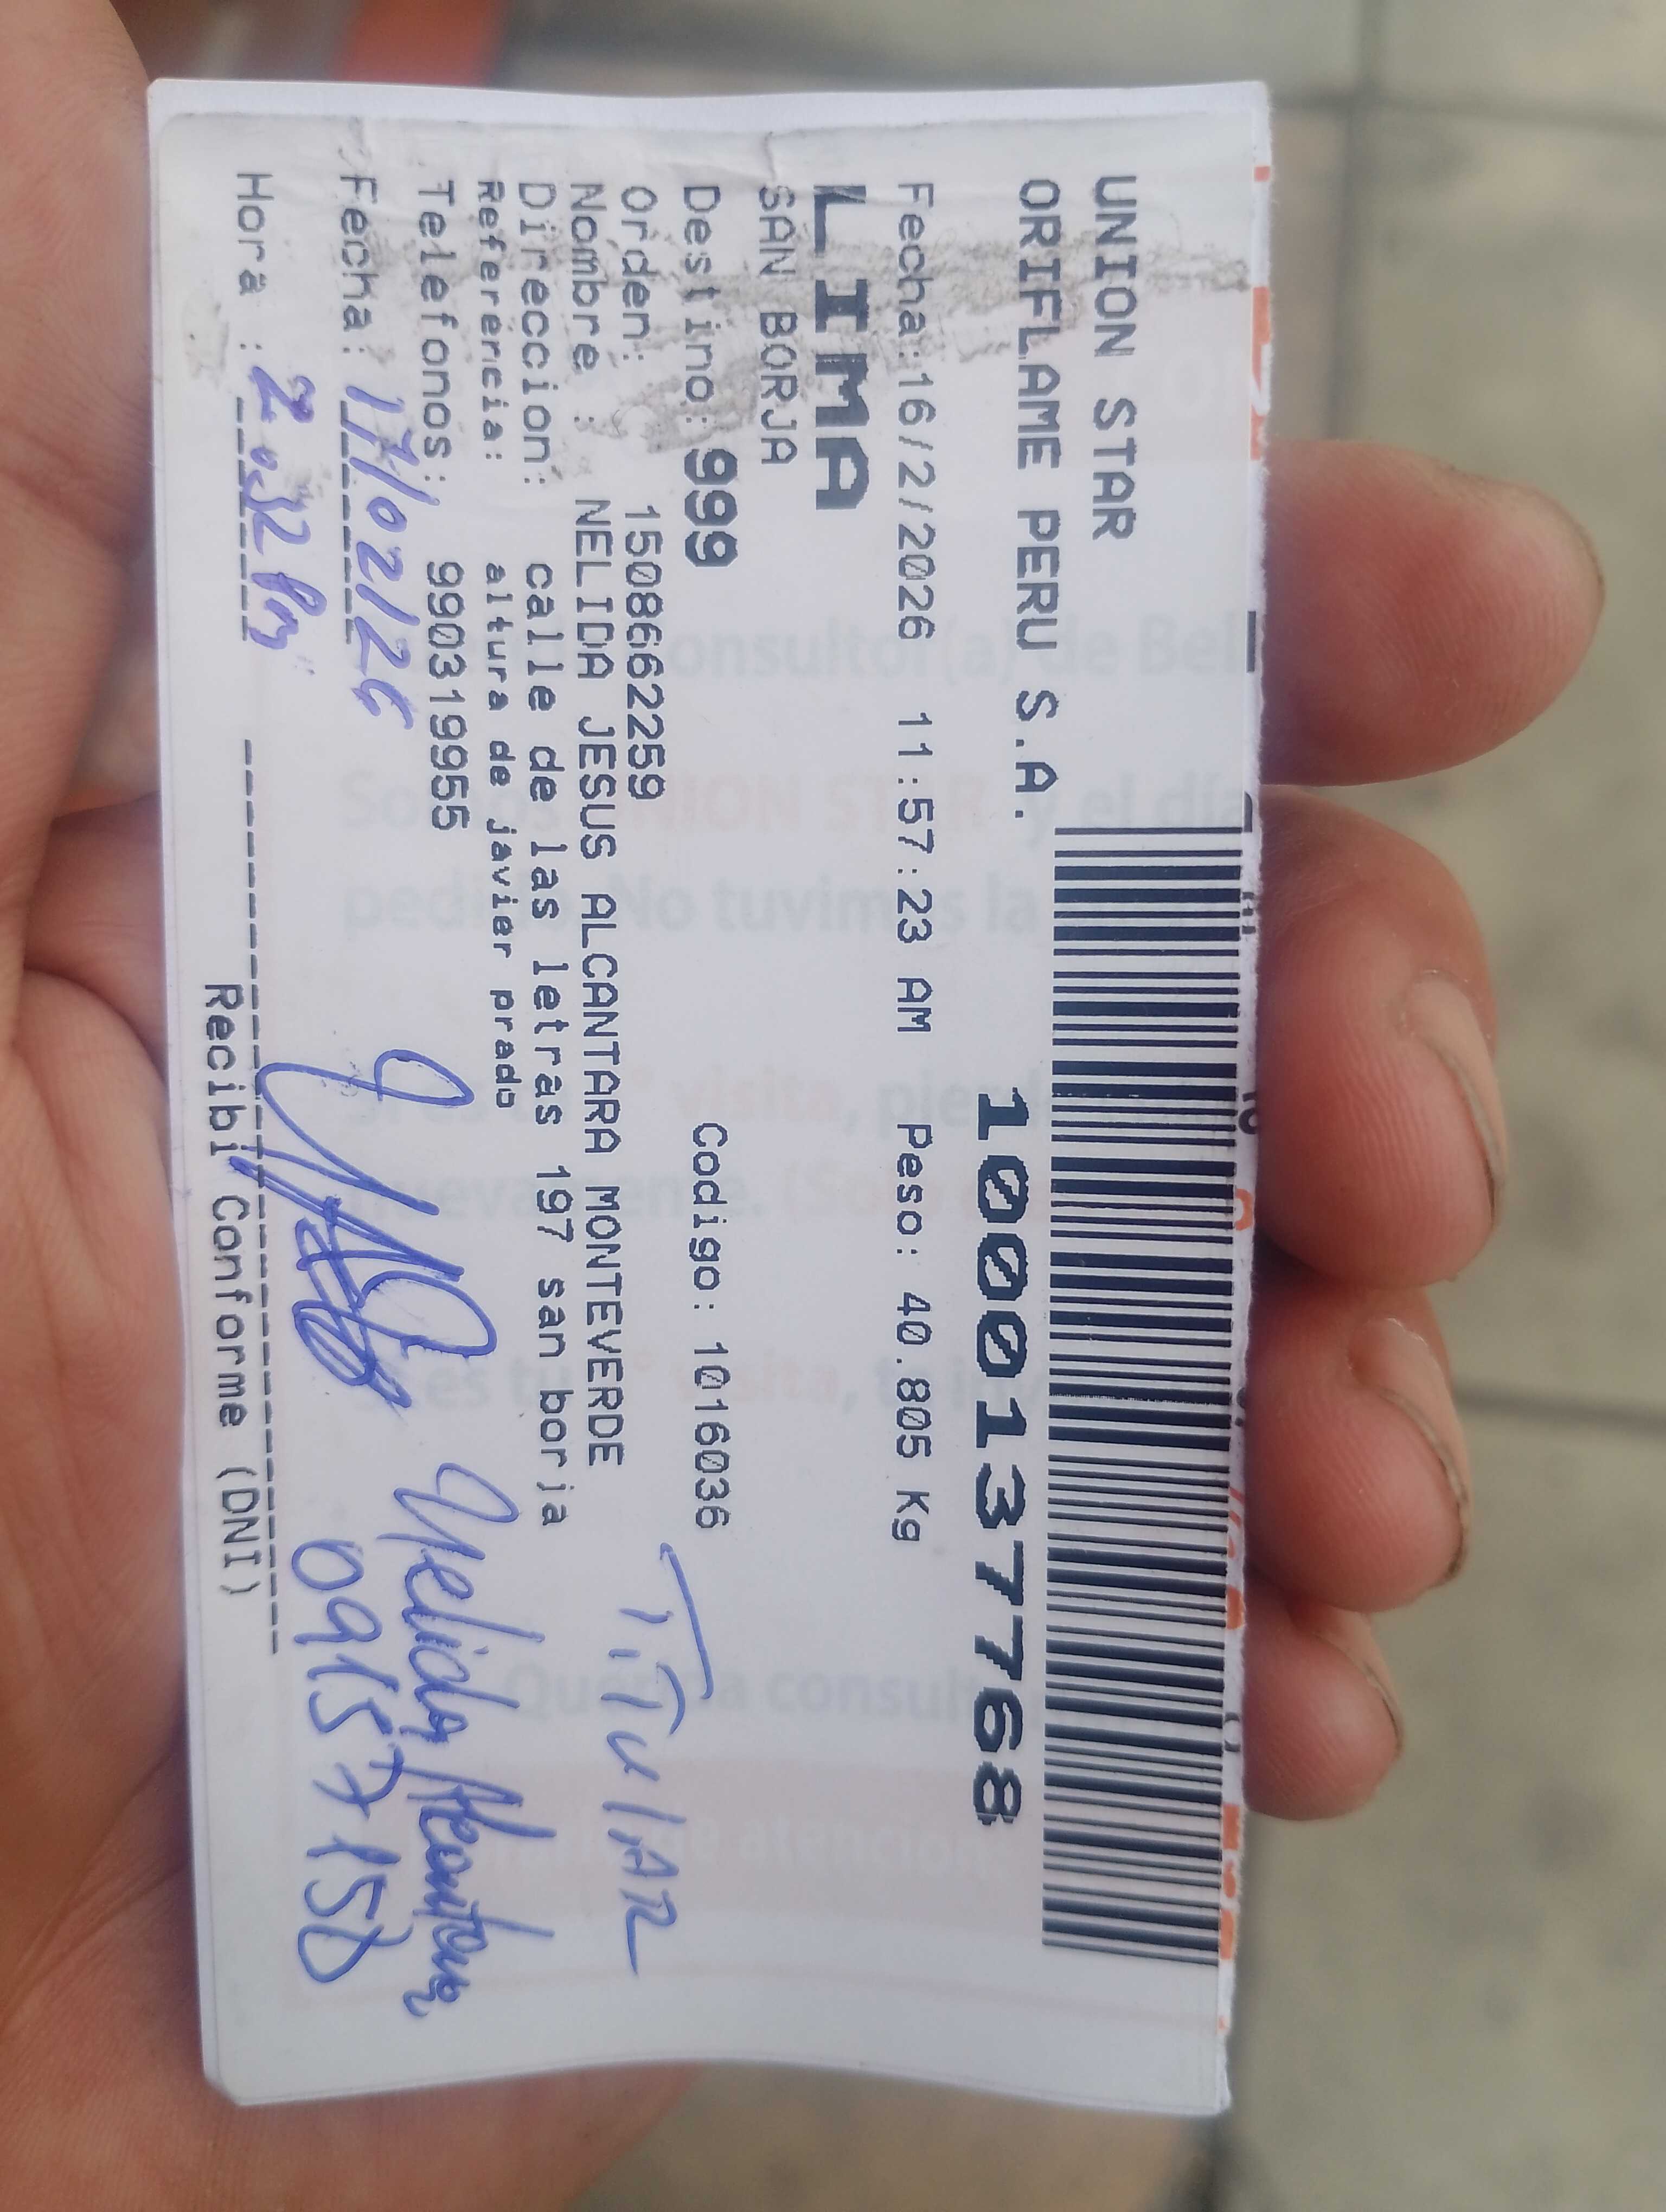 UNION STAR
ORIFLAME PERU S.A.
1000137768
Fecha:16/2/2026 11:57:23 AM Peso: 40.805 Kg
LIMA
SAN BORJA
Destino: 999 Codigo: 1016036
Orden: 1508662259
Nombre : NELIDA JESUS ALCANTARA MONTEVERDE
TITULAR
Direccion: calle de las letras 197 san borja
Referencia: altura de javier prado
Telefonos: 990319955
Fecha: 17/02/26
Nelida
Hora : 2:32 Pm
09157150
Recibi Conforme (DNI)